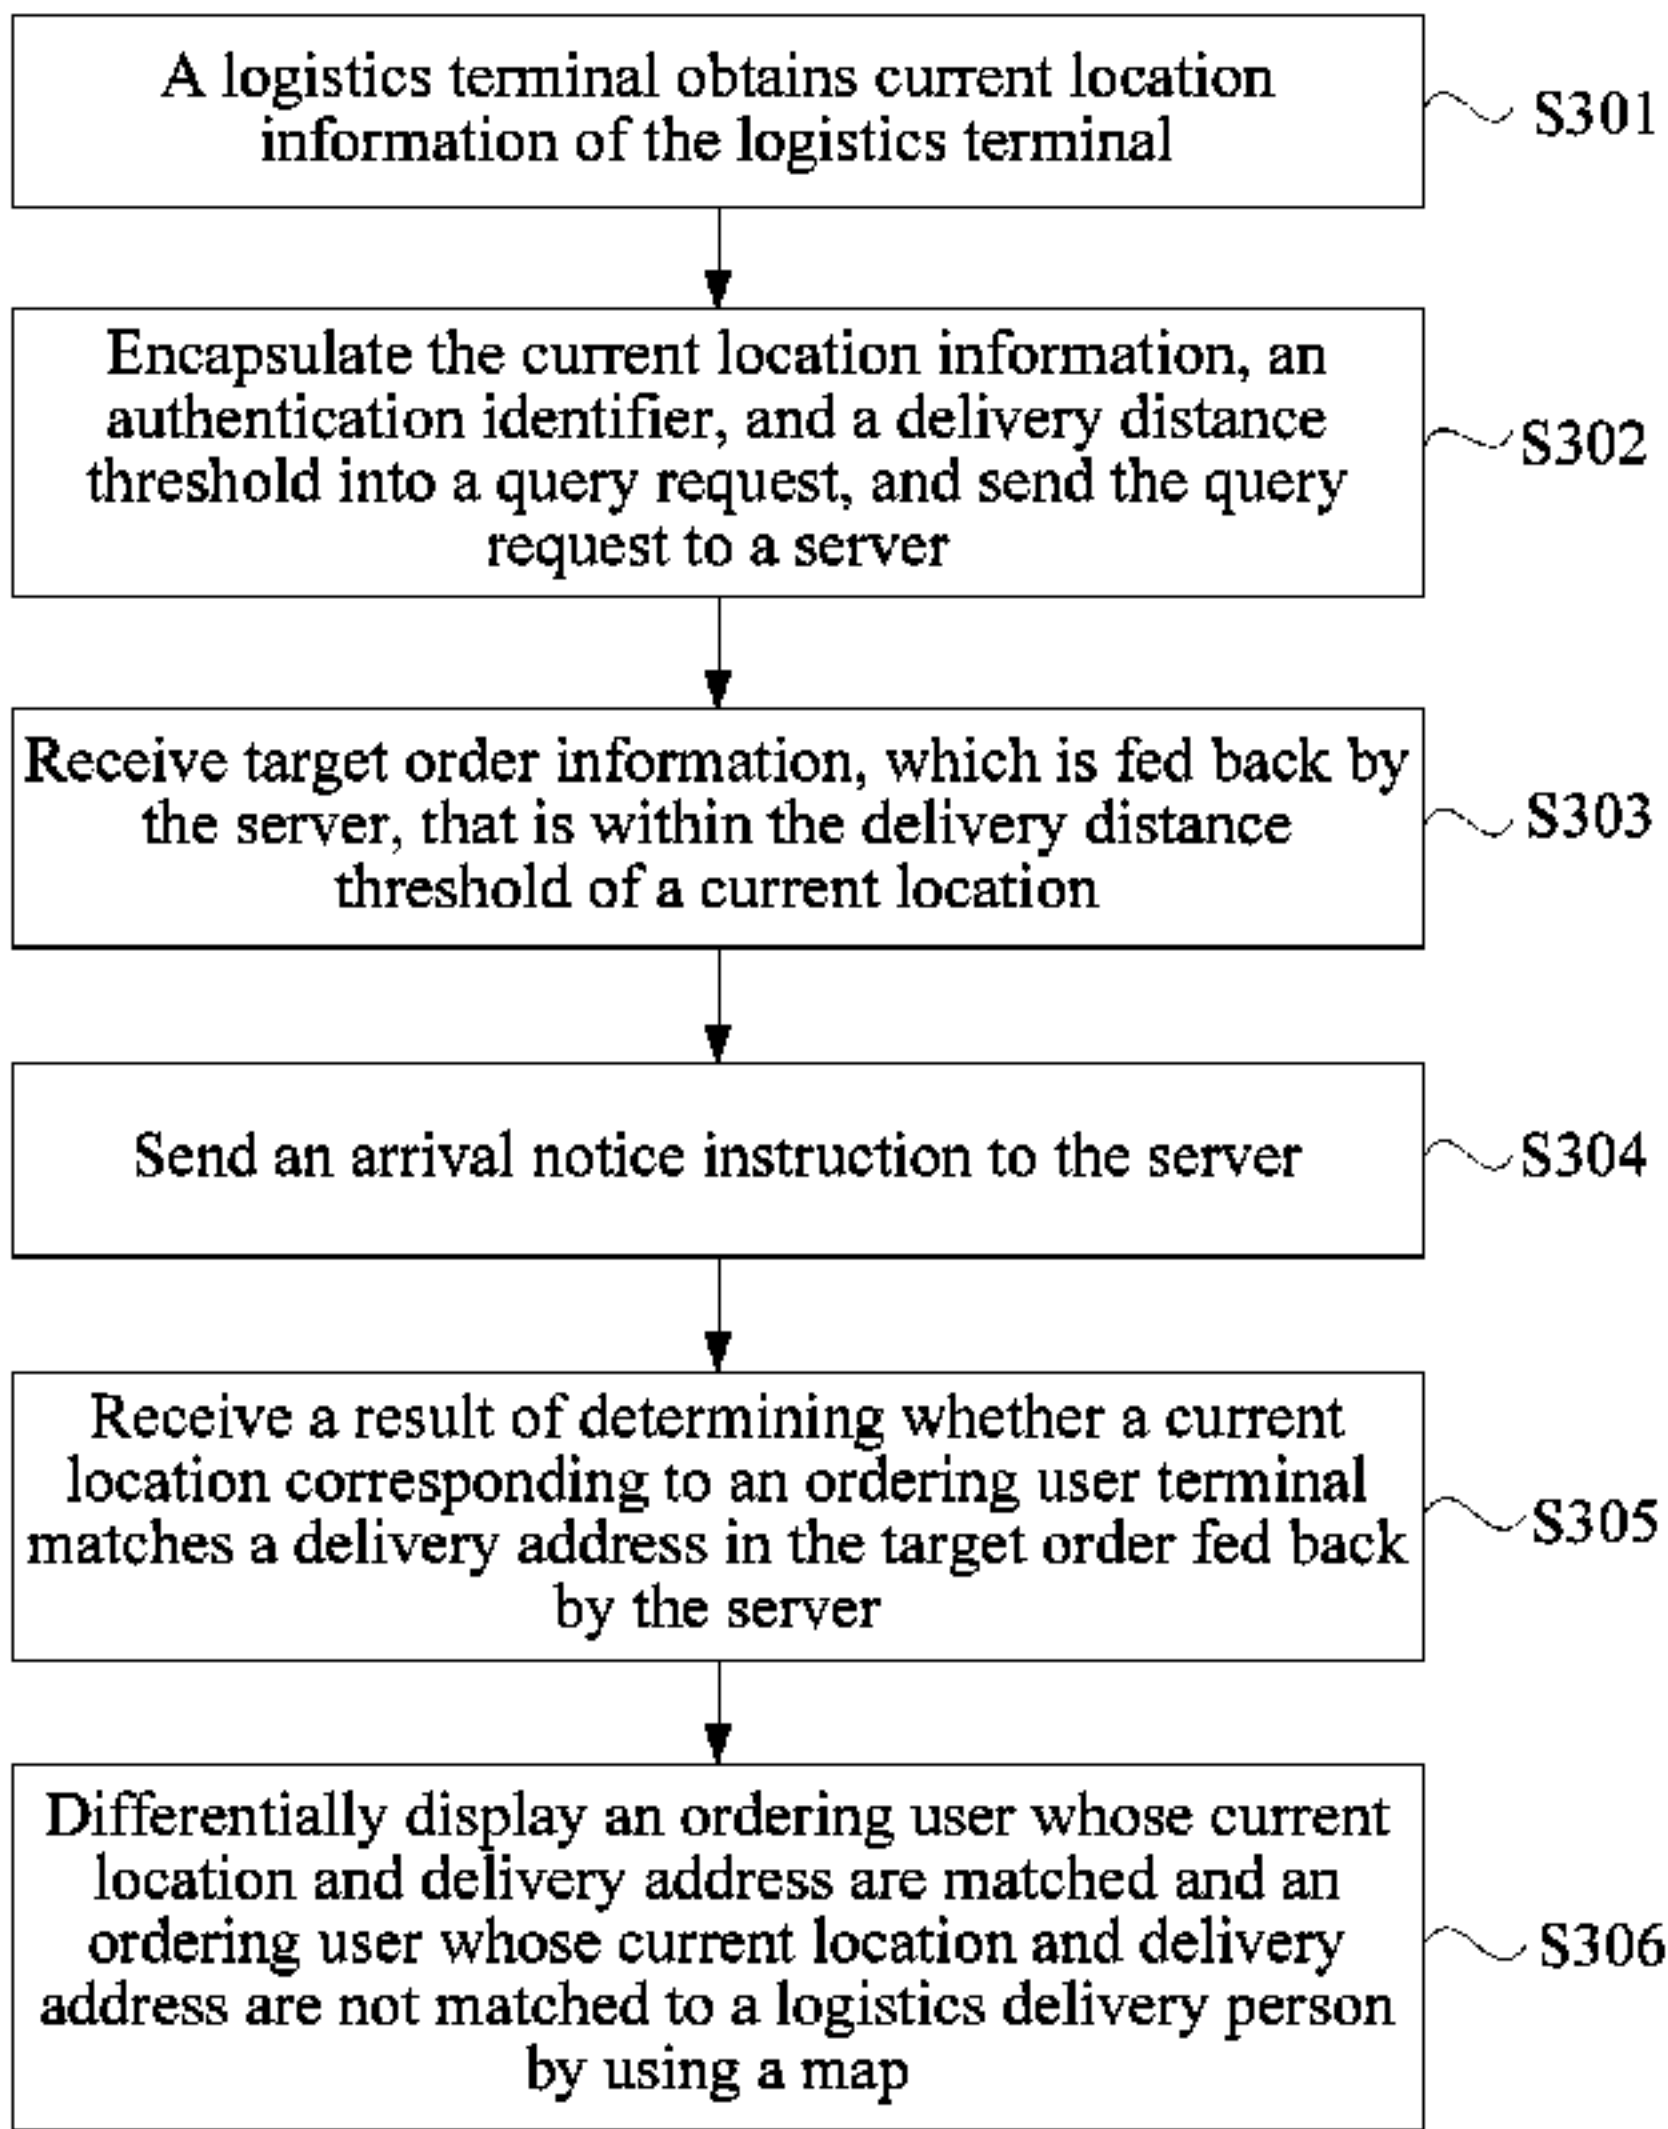 A logistics terminal obtains current location
information of the logistics terminal
S301
Encapsulate the current location information, an
authentication identifier, and a delivery distance
threshold into a query request, and send the query
request to a server
S302
Receive target order information, which is fed back by
the server, that is within the delivery distance
threshold of a current location
S303
Send an arrival notice instruction to the server
S304
Receive a result of determining whether a current
location corresponding to an ordering user terminal
matches a delivery address in the target order fed back
by the server
S305
Differentially display an ordering user whose current
location and delivery address are matched and an
ordering user whose current location and delivery
address are not matched to a logistics delivery person
by using a map
S306